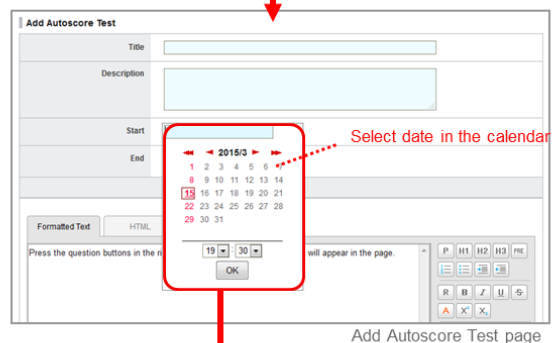 Add Autoscore Test
Title
Description
Start
Select date in the calendar
End
2015/3
1 2 3 4 5 6 7
8 9 10 11 12 13 14
15 16 17 18 19 20 21
22 23 24 25 26 27 28
29 30 31
19 : 30
OK
Formatted Text HTML
Press the question buttons in the ri will appear in the page.
P H1 H2 H3 PRE
R B I U S
A X² X₂
Add Autoscore Test page